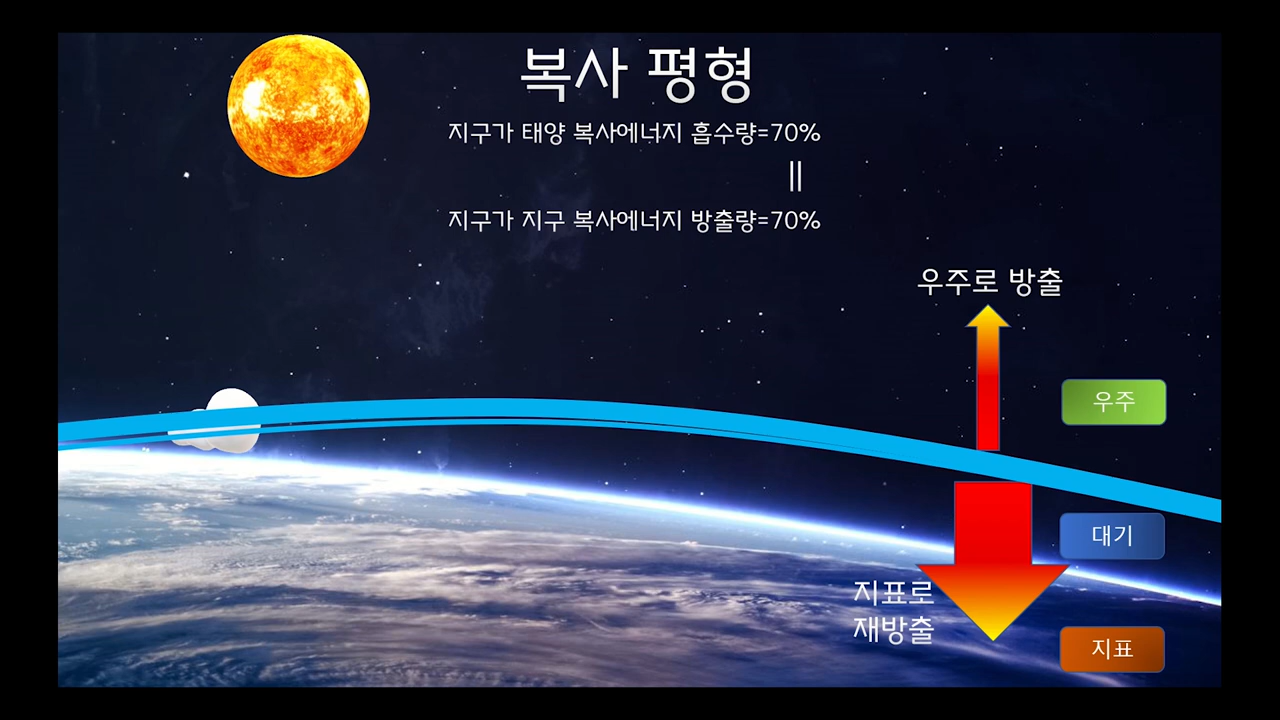 복사 평형
지구가 태양 복사에너지 흡수량=70%
||
지구가 지구 복사에너지 방출량=70%
우주로 방출
우주
대기
지표로
재방출
지표